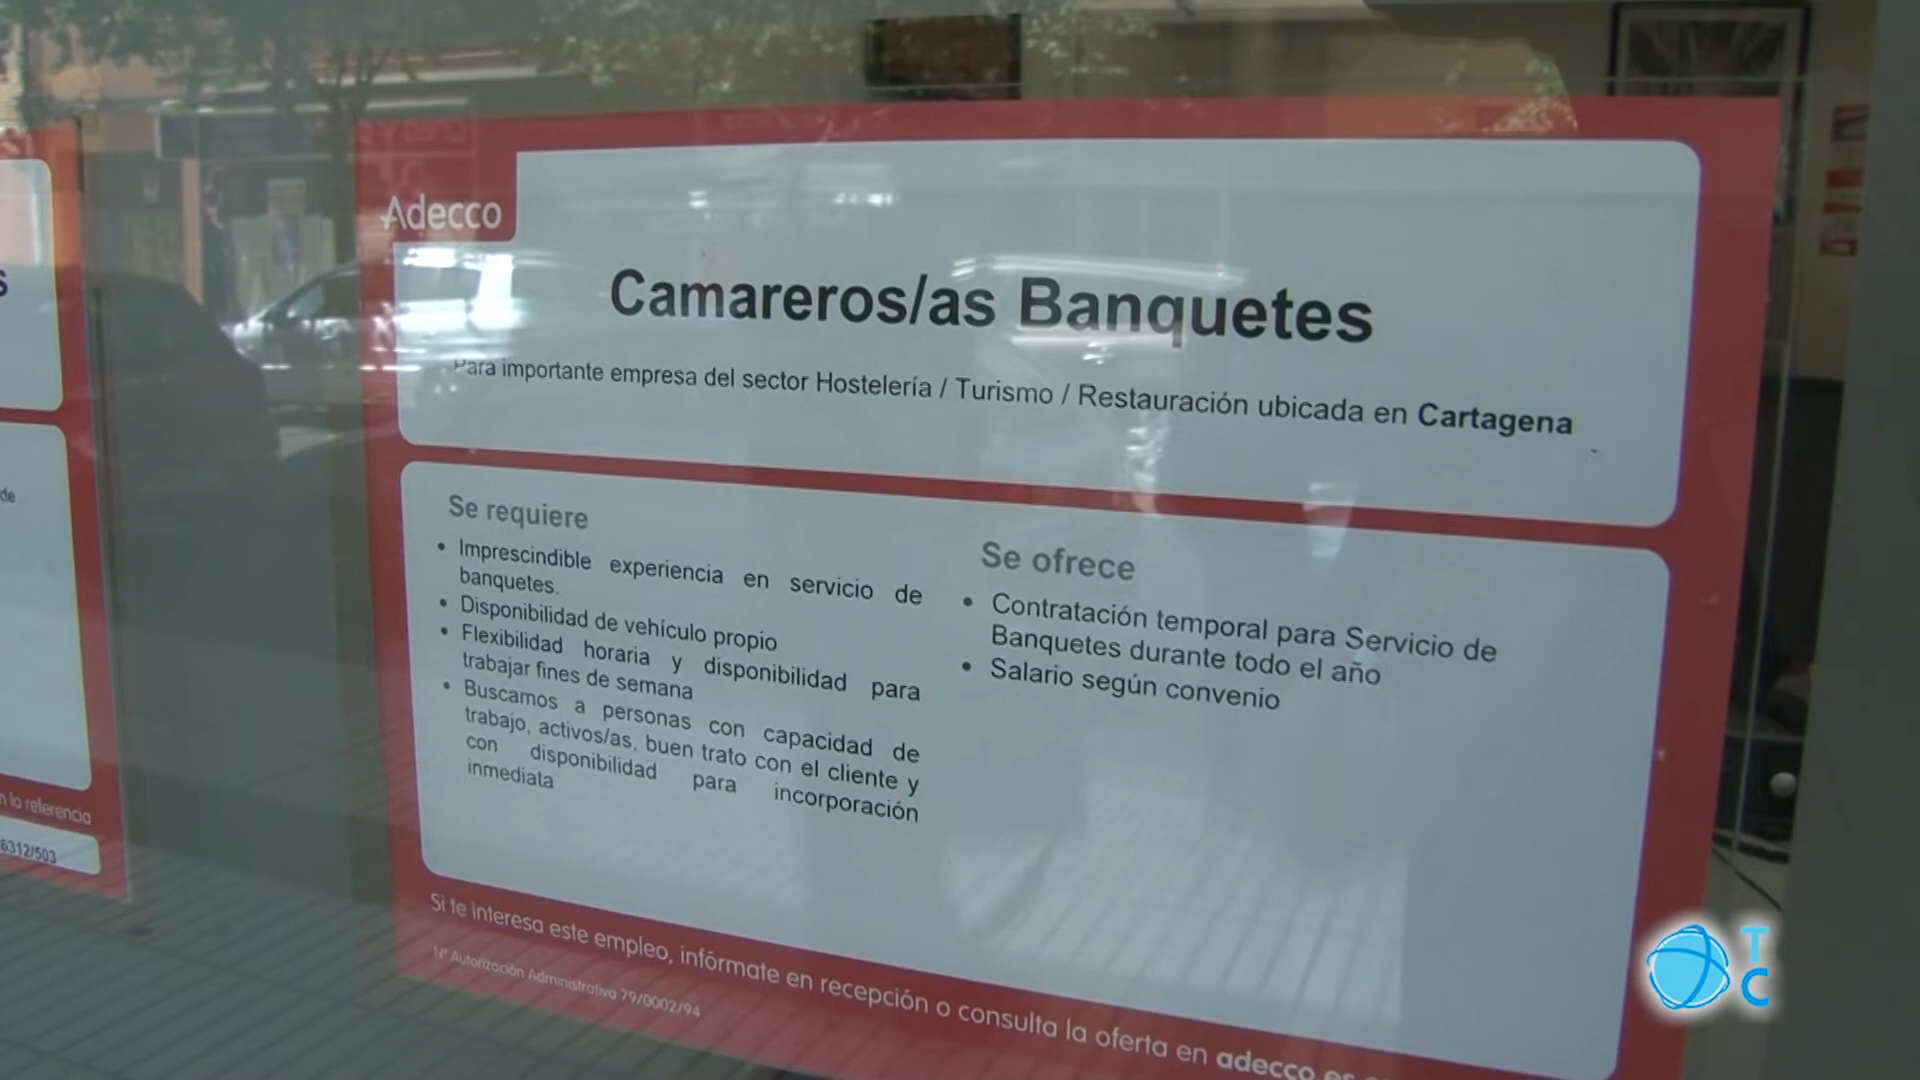 Adecco
Camareros/as Banquetes
Para importante empresa del sector Hostelería / Turismo / Restauración ubicada en Cartagena
Se requiere
• Imprescindible experiencia en servicio de
banquetes.
• Disponibilidad de vehículo propio
• Flexibilidad horaria y disponibilidad para
trabajar fines de semana
• Buscamos a personas con capacidad de
trabajo, activos/as, buen trato con el cliente y
con disponibilidad para incorporación
inmediata
Se ofrece
• Contratación temporal para Servicio de
Banquetes durante todo el año
• Salario según convenio
Si te interesa este empleo, infórmate en recepción o consulta la oferta en adecco.es
Nº Autorización Administrativa 79/0002/94
de
la referencia
6312/503
TC